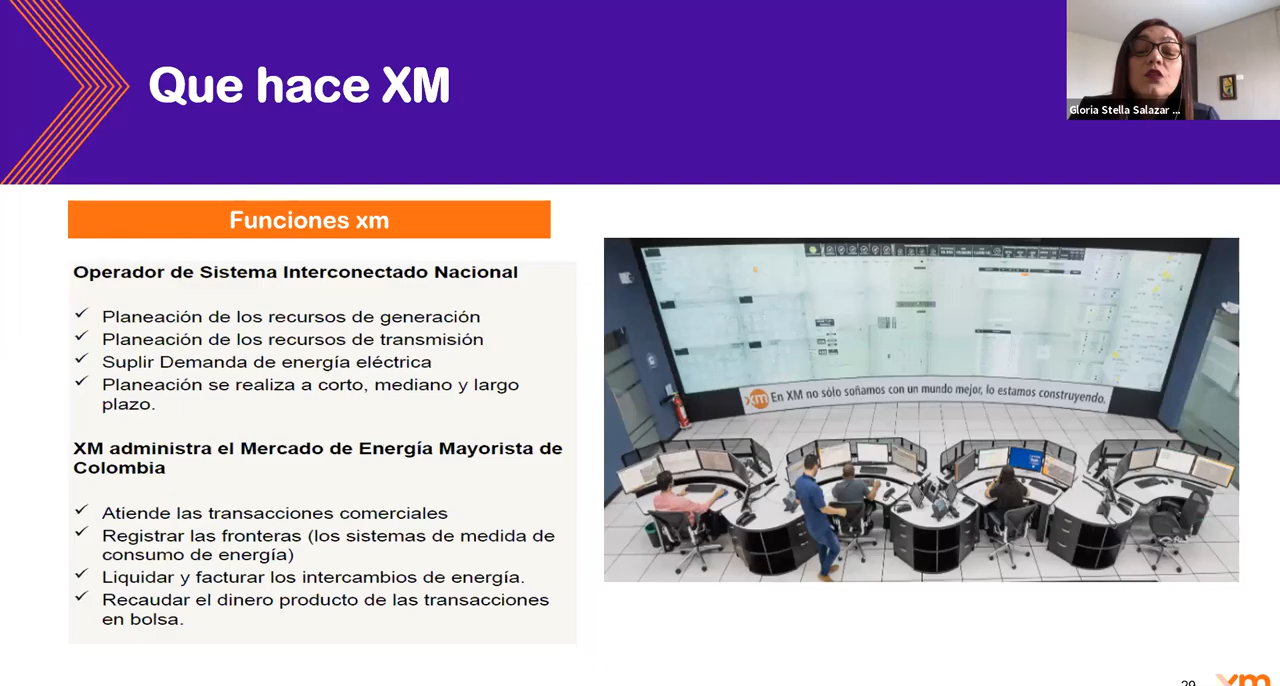 Que hace XM
Gloria Stella Salazar ...
Funciones xm
Operador de Sistema Interconectado Nacional
✓ Planeación de los recursos de generación
✓ Planeación de los recursos de transmisión
✓ Suplir Demanda de energía eléctrica
✓ Planeación se realiza a corto, mediano y largo
plazo.
XM administra el Mercado de Energía Mayorista de
Colombia
✓ Atiende las transacciones comerciales
✓ Registrar las fronteras (los sistemas de medida de
consumo de energía)
✓ Liquidar y facturar los intercambios de energía.
✓ Recaudar el dinero producto de las transacciones
en bolsa.
xm En XM no sólo soñamos con un mundo mejor, lo estamos construyendo.
29
xm